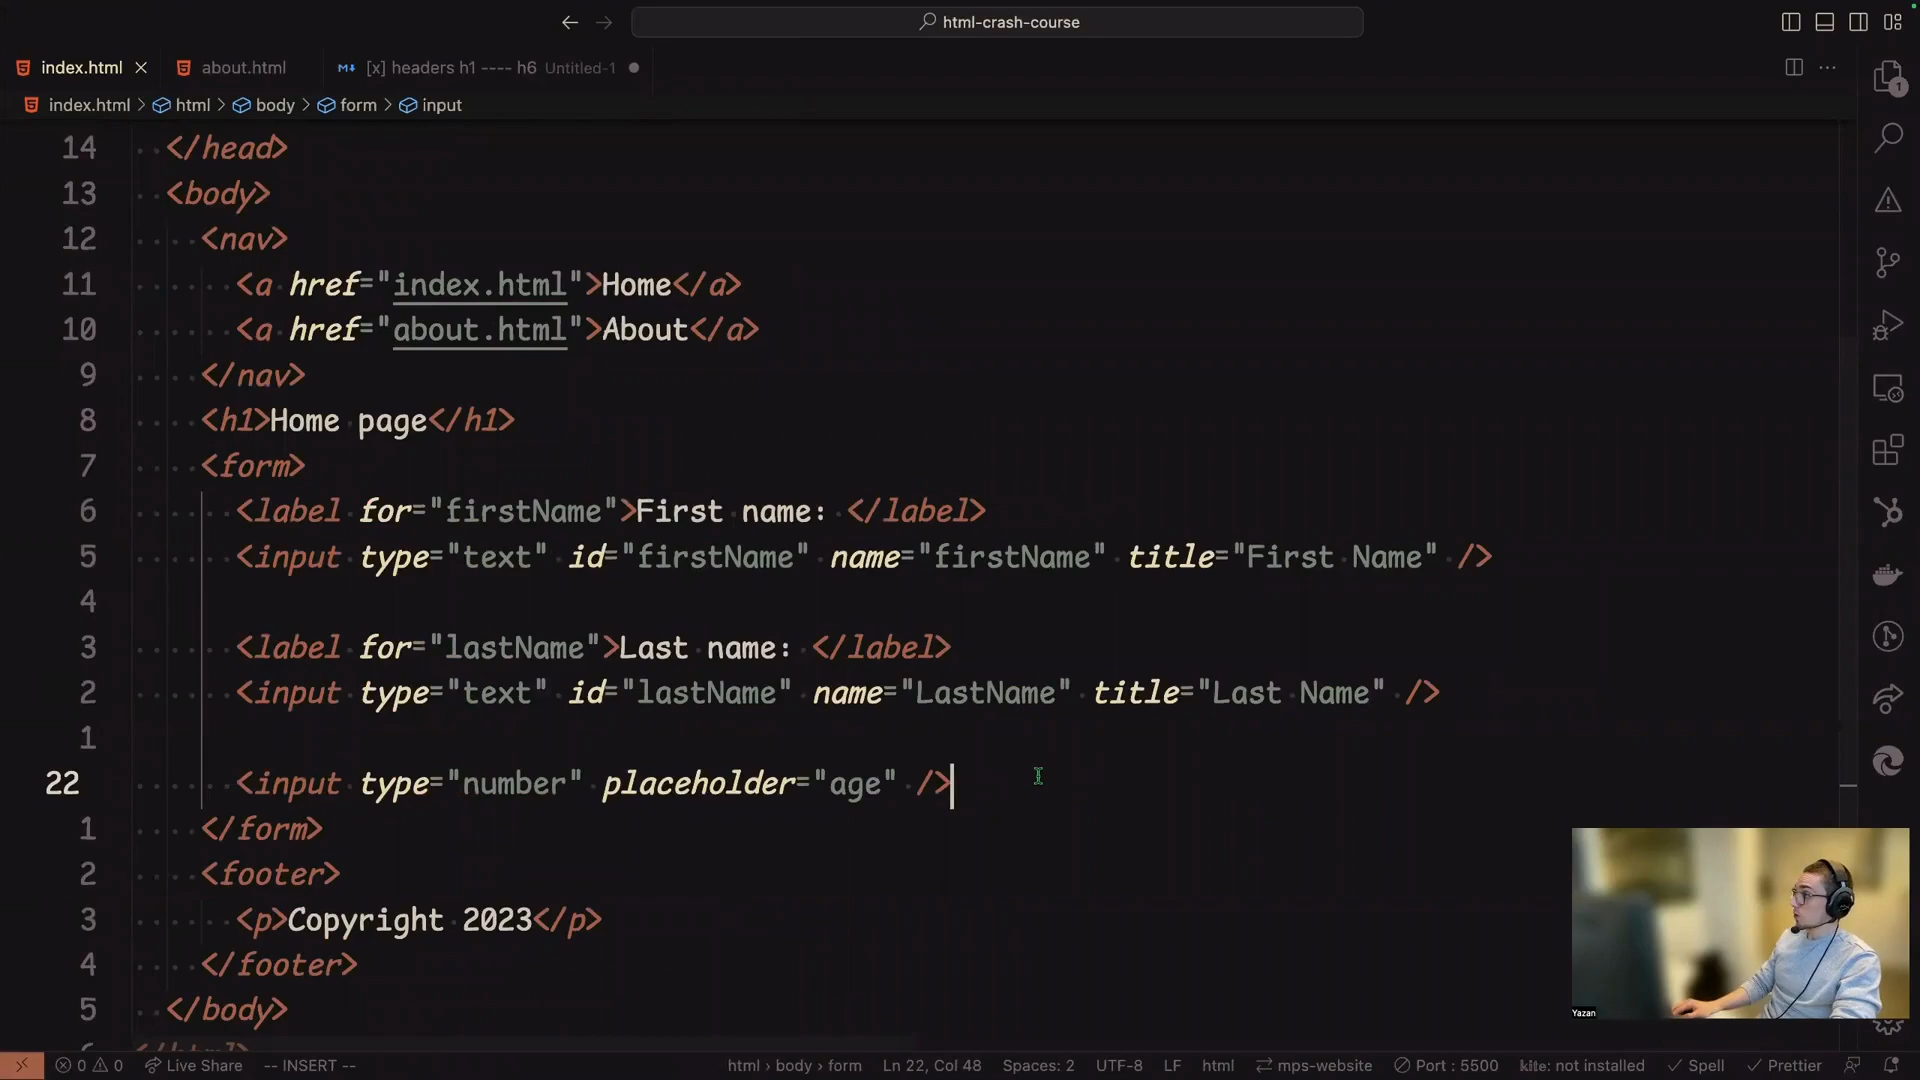 html-crash-course
index.html
about.html
[x] headers h1 ---- h6 Untitled-1
index.html > html > body > form > input
1
14 </head>
13 <body>
12 <nav>
11 <a href="index.html">Home</a>
10 <a href="about.html">About</a>
9 </nav>
8 <h1>Home page</h1>
7 <form>
6 <label for="firstName">First name: </label>
5 <input type="text" id="firstName" name="firstName" title="First Name" />
4
3 <label for="lastName">Last name: </label>
2 <input type="text" id="lastName" name="LastName" title="Last Name" />
1
22 <input type="number" placeholder="age" />
1 </form>
2 <footer>
3 <p>Copyright 2023</p>
4 </footer>
5 </body>
6 </html>
Yazan
0 0 Live Share -- INSERT -- html > body > form Ln 22, Col 48 Spaces: 2 UTF-8 LF html mps-website Port : 5500 kite: not installed Spell Prettier